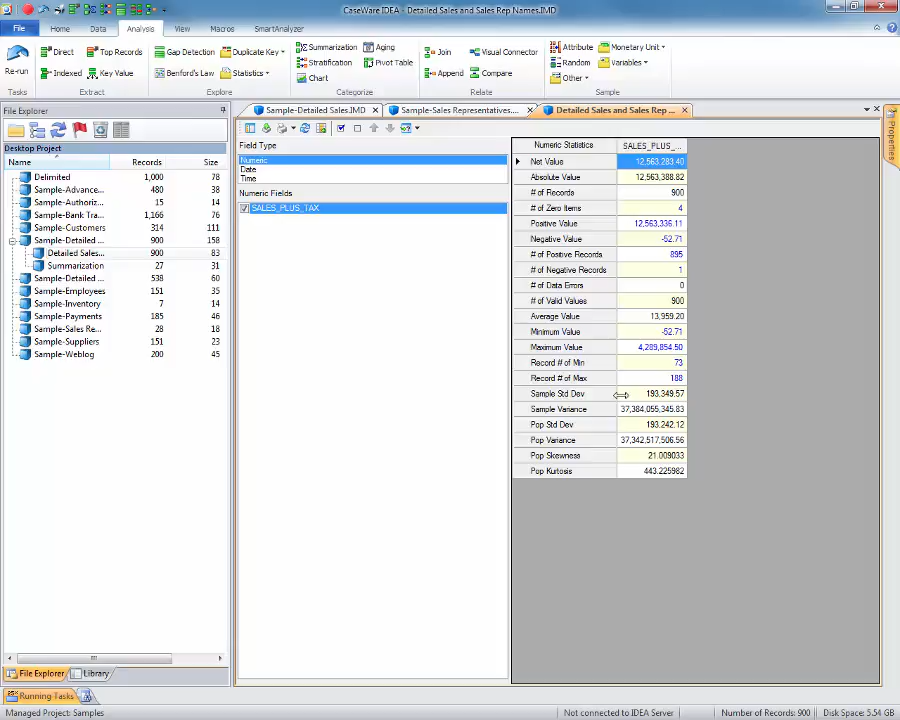 CaseWare IDEA - Detailed Sales and Sales Rep Names.IMD
File Home Data Analysis View Macros SmartAnalyzer
Re-run
Tasks
Direct Top Records
Indexed Key Value
Extract
Gap Detection Duplicate Key
Benford's Law Statistics
Explore
Summarization Aging
Stratification Pivot Table
Chart
Categorize
Join Visual Connector
Append Compare
Relate
Attribute Monetary Unit
Random Variables
Other
Sample
File Explorer
Desktop Project
Name Records Size
Delimited 1,000 78
Sample-Advance... 480 38
Sample-Authoriz... 15 14
Sample-Bank Tra... 1,166 76
Sample-Customers 314 111
Sample-Detailed ... 900 158
Detailed Sales... 900 83
Summarization 27 31
Sample-Detailed ... 538 60
Sample-Employees 151 35
Sample-Inventory 7 14
Sample-Payments 185 46
Sample-Sales Re... 28 18
Sample-Suppliers 151 23
Sample-Weblog 200 45
File Explorer Library
Running Tasks
Managed Project: Samples
Sample-Detailed Sales.IMD Sample-Sales Representatives.... Detailed Sales and Sales Rep ...
Properties
Field Type
Numeric
Date
Time
Numeric Fields
SALES_PLUS_TAX
Numeric Statistics SALES_PLUS_...
Net Value 12,563,283.40
Absolute Value 12,563,388.82
# of Records 900
# of Zero Items 4
Positive Value 12,563,336.11
Negative Value -52.71
# of Positive Records 895
# of Negative Records 1
# of Data Errors 0
# of Valid Values 900
Average Value 13,959.20
Minimum Value -52.71
Maximum Value 4,289,854.50
Record # of Min 73
Record # of Max 188
Sample Std Dev 193,349.57
Sample Variance 37,384,055,345.83
Pop Std Dev 193,242.12
Pop Variance 37,342,517,506.56
Pop Skewness 21.009033
Pop Kurtosis 443.225982
Not connected to IDEA Server Number of Records: 900 Disk Space: 5.54 GB